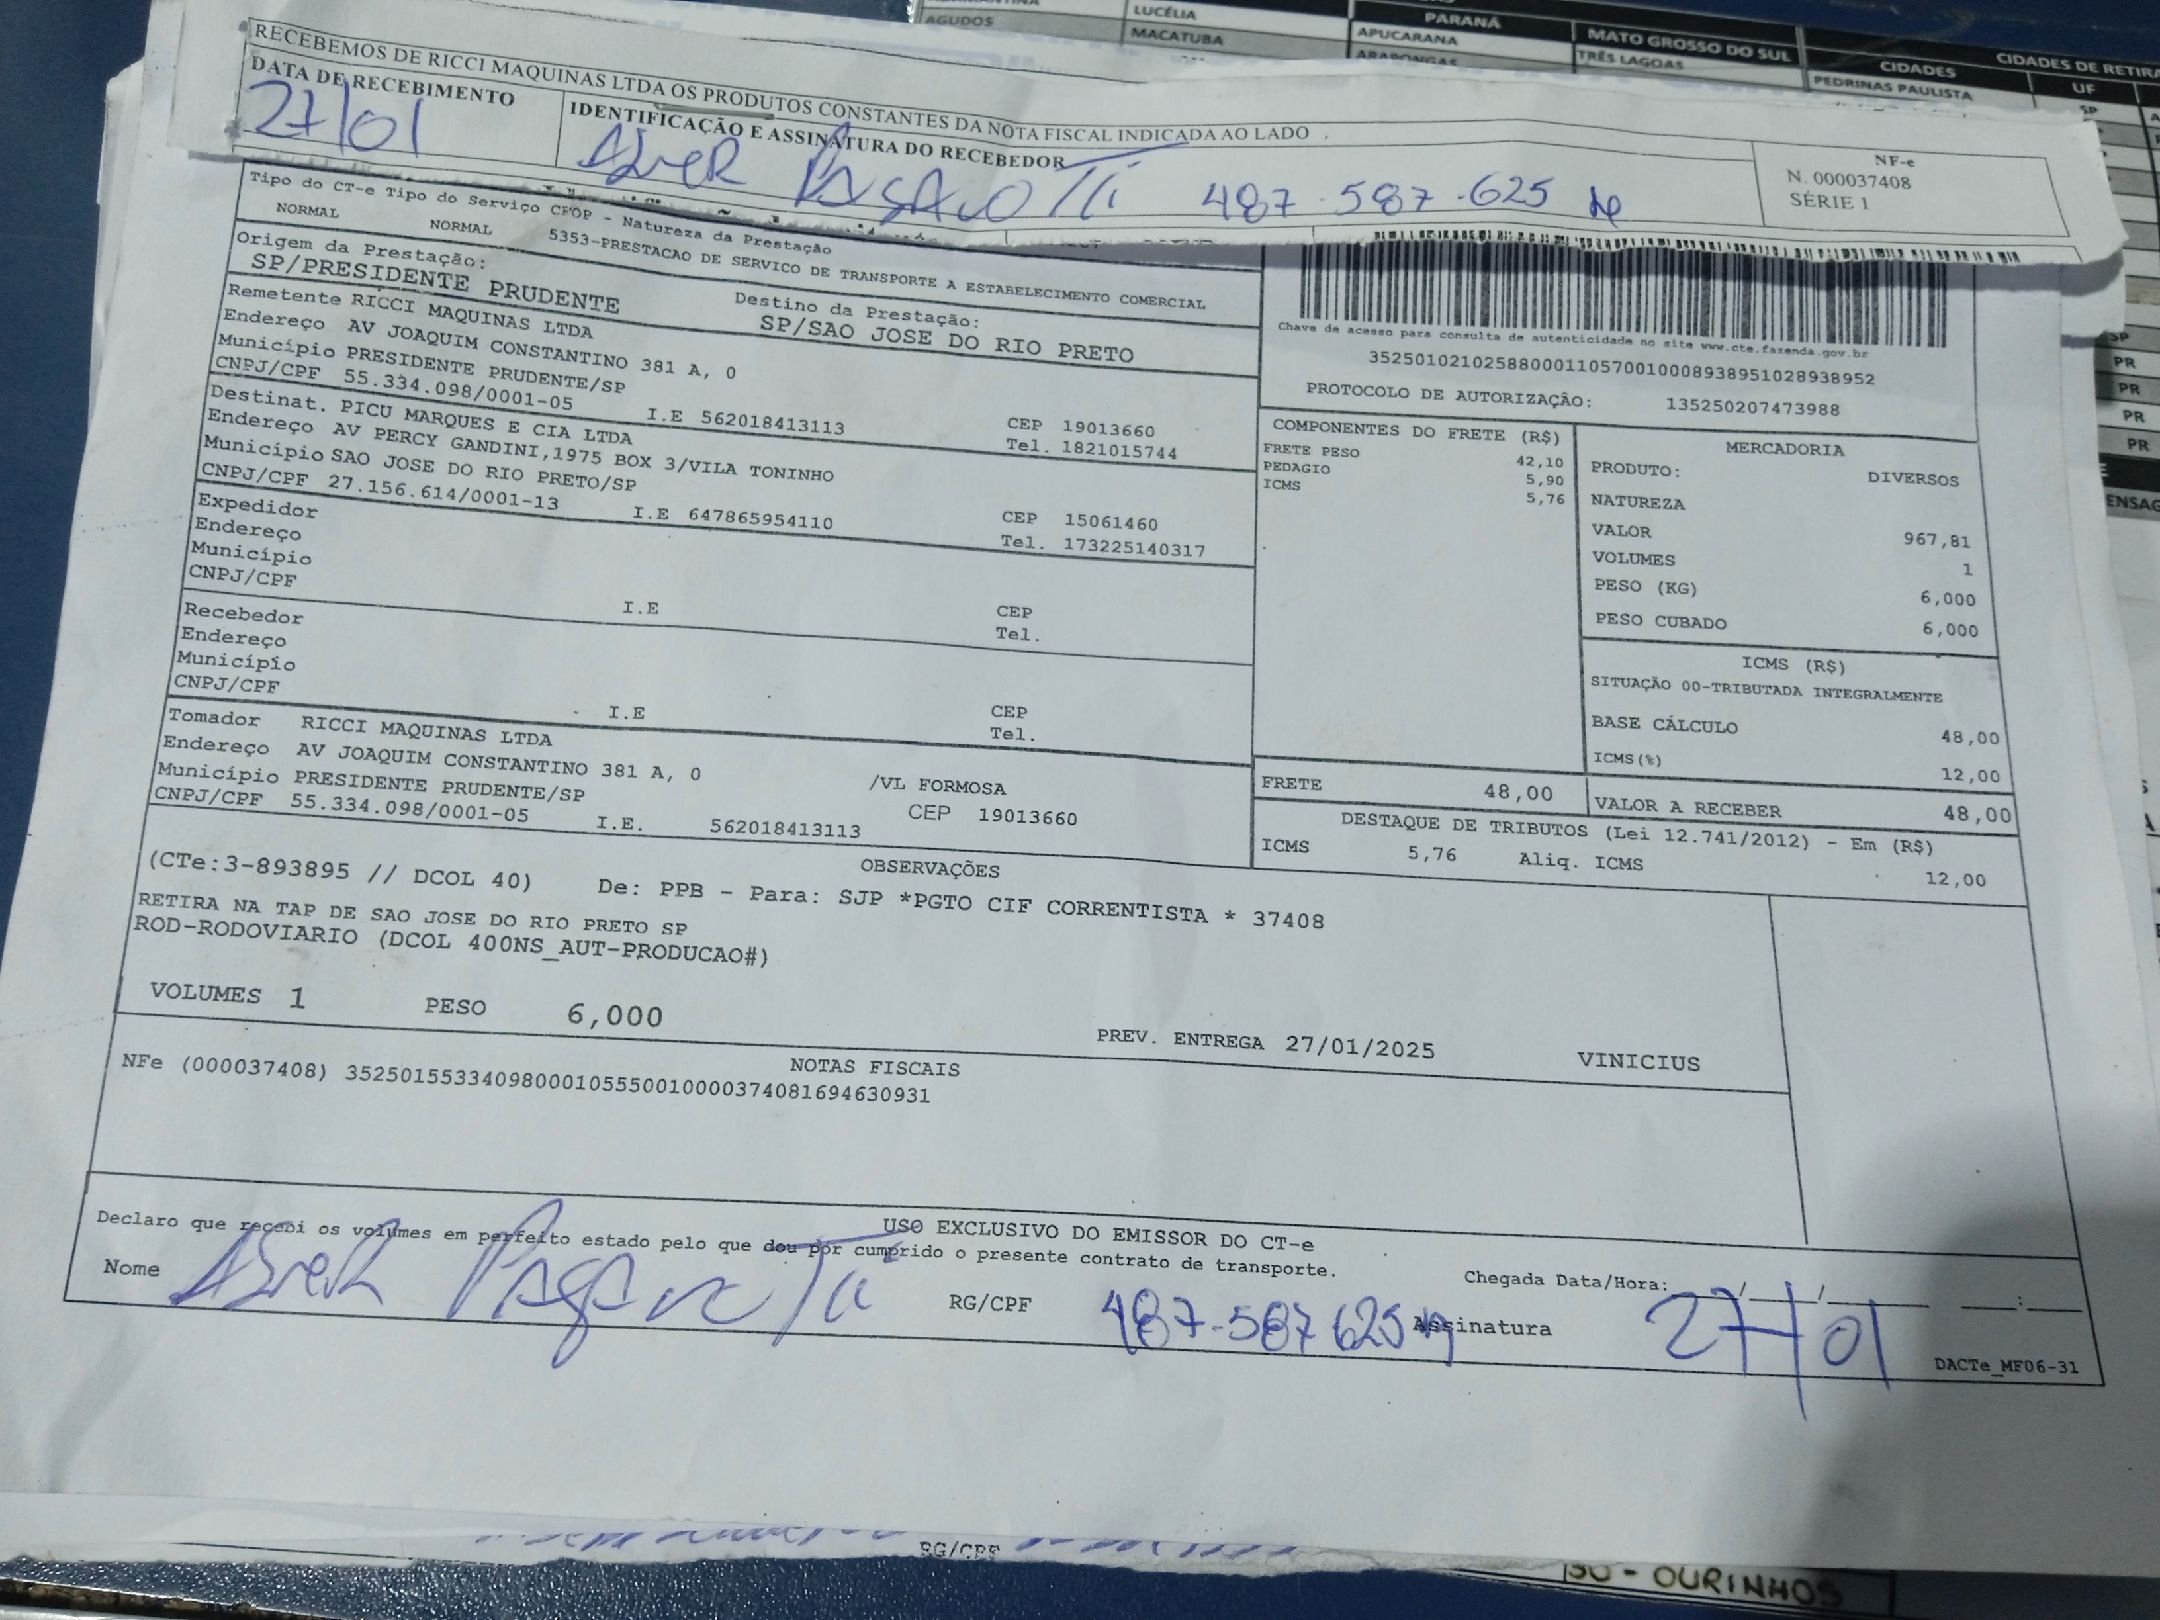 LUCÉLIA
AGUDOS MACATUBA
PARANÁ
APUCARANA
ARAPONGAS
MATO GROSSO DO SUL
TRÊS LAGOAS
CIDADES DE RETIRA
CIDADES UF
PEDRINAS PAULISTA SP
RECEBEMOS DE RICCI MAQUINAS LTDA OS PRODUTOS CONSTANTES DA NOTA FISCAL INDICADA AO LADO
DATA DE RECEBIMENTO
27/01
IDENTIFICAÇÃO E ASSINATURA DO RECEBEDOR
487.587.625
NF-e
N. 000037408
SÉRIE 1
Tipo do CT-e Tipo do Serviço CFOP - Natureza da Prestação
NORMAL NORMAL 5353-PRESTACAO DE SERVICO DE TRANSPORTE A ESTABELECIMENTO COMERCIAL
Origem da Prestação: Destino da Prestação:
SP/PRESIDENTE PRUDENTE SP/SAO JOSE DO RIO PRETO
Remetente RICCI MAQUINAS LTDA
Endereço AV JOAQUIM CONSTANTINO 381 A, 0
Município PRESIDENTE PRUDENTE/SP CEP 19013660
CNPJ/CPF 55.334.098/0001-05 I.E 562018413113 Tel. 1821015744
Destinat. PICU MARQUES E CIA LTDA
Endereço AV PERCY GANDINI,1975 BOX 3/VILA TONINHO
Município SAO JOSE DO RIO PRETO/SP CEP 15061460
CNPJ/CPF 27.156.614/0001-13 I.E 647865954110 Tel. 173225140317
Expedidor
Endereço
Município CEP
CNPJ/CPF I.E Tel.
Recebedor
Endereço
Município CEP
CNPJ/CPF I.E Tel.
Tomador RICCI MAQUINAS LTDA
Endereço AV JOAQUIM CONSTANTINO 381 A, 0 /VL FORMOSA
Município PRESIDENTE PRUDENTE/SP CEP 19013660
CNPJ/CPF 55.334.098/0001-05 I.E. 562018413113
Chave de acesso para consulta de autenticidade no site www.cte.fazenda.gov.br
35250102102588000110570010008938951028938952
PROTOCOLO DE AUTORIZAÇÃO: 135250207473988
COMPONENTES DO FRETE (R$)
FRETE PESO 42,10
PEDAGIO 5,90
ICMS 5,76
MERCADORIA
PRODUTO: DIVERSOS
NATUREZA
VALOR 967,81
VOLUMES 1
PESO (KG) 6,000
PESO CUBADO 6,000
ICMS (R$)
SITUAÇÃO 00-TRIBUTADA INTEGRALMENTE
BASE CÁLCULO 48,00
ICMS(%) 12,00
FRETE 48,00 VALOR A RECEBER 48,00
DESTAQUE DE TRIBUTOS (Lei 12.741/2012) - Em (R$)
ICMS 5,76 Aliq. ICMS 12,00
OBSERVAÇÕES
(CTe:3-893895 // DCOL 40) De: PPB - Para: SJP *PGTO CIF CORRENTISTA * 37408
RETIRA NA TAP DE SAO JOSE DO RIO PRETO SP
ROD-RODOVIARIO (DCOL 400NS_AUT-PRODUCAO#)
VOLUMES 1 PESO 6,000 PREV. ENTREGA 27/01/2025 VINICIUS
NOTAS FISCAIS
NFe (000037408) 35250155334098000105550010000374081694630931
USO EXCLUSIVO DO EMISSOR DO CT-e
Declaro que recebi os volumes em perfeito estado pelo que dou por cumprido o presente contrato de transporte.
Nome RG/CPF 487-587 625 Assinatura
Chegada Data/Hora: ___/___/___ ___:___
27/01
DACTe_MF06-31
RG/CPF
SP
PR
PR
PR
PR
OURINHOS